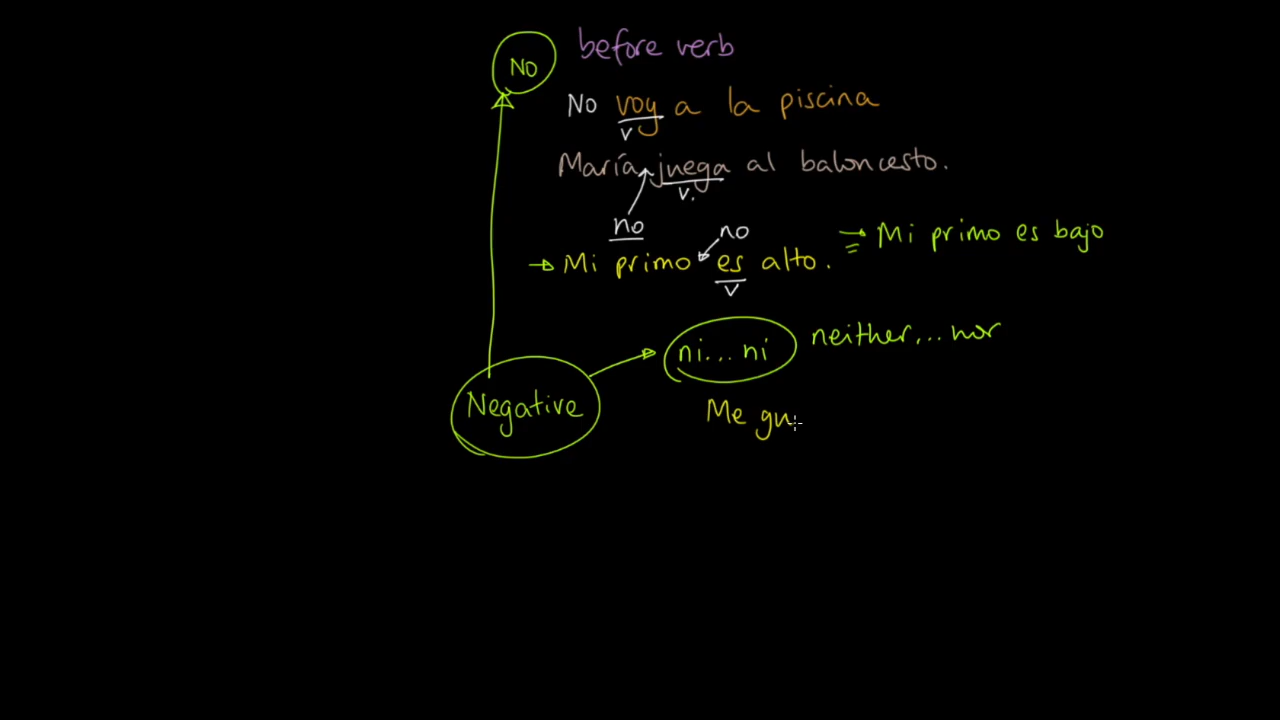 NO before verb
No voy a la piscina
v
María juega al baloncesto.
v.
no
no
Mi primo es alto. = Mi primo es bajo
v
ni... ni neither... nor
Negative
Me gu